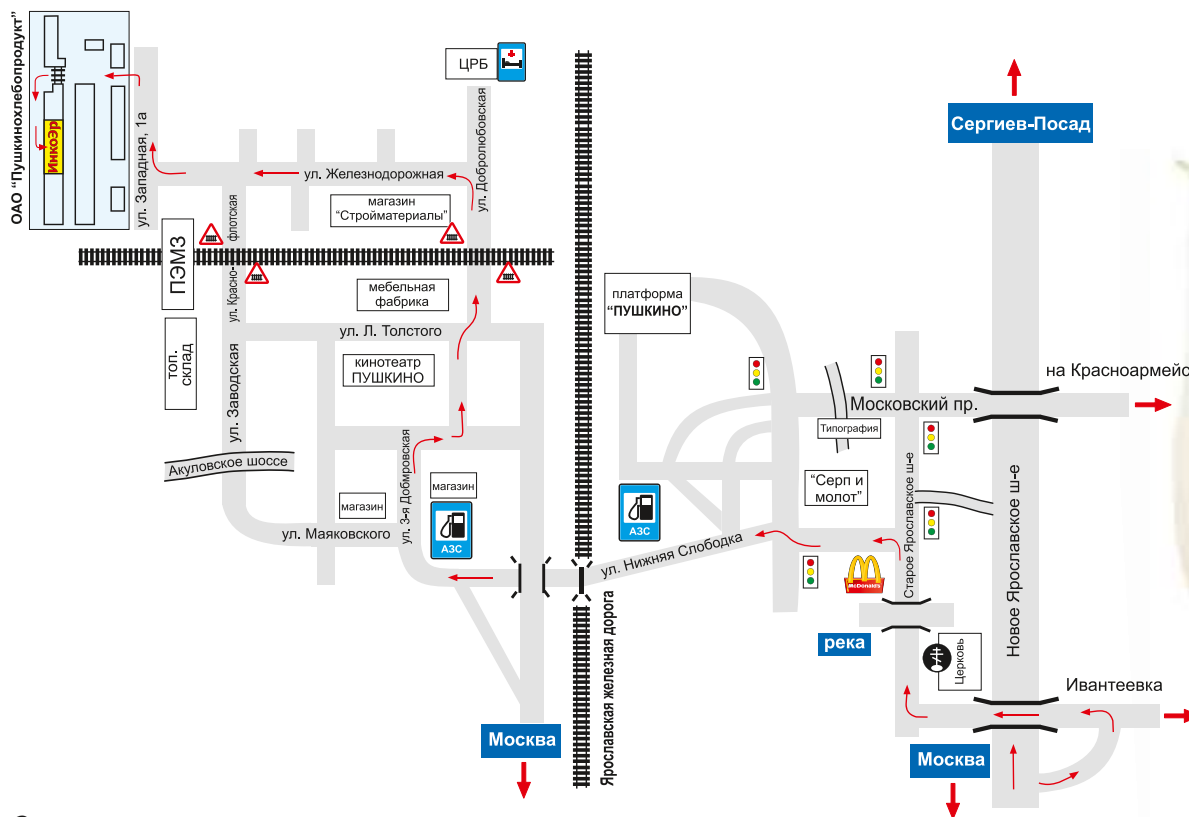 ОАО "Пушкинохлебопродукт"
Инкоэр
ул. Западная, 1а
ЦРБ
ул. Добролюбовская
ул. Железнодорожная
магазин
"Стройматериалы"
ул. Красно-
флотская
ПЭМЗ
мебельная
фабрика
ул. Л. Толстого
топ.
склад
кинотеатр
ПУШКИНО
ул. Заводская
Акуловское шоссе
ул. 3-я Добмровская
магазин
магазин
АЗС
ул. Маяковского
Москва
Ярославская железная дорога
ул. Нижняя Слободка
АЗС
платформа
"ПУШКИНО"
Сергиев-Посад
на Красноармейс
Московский пр.
Типография
"Серп и
молот"
Старое Ярославское ш-е
Новое Ярославское ш-е
McDonald's
река
Церковь
Ивантеевка
Москва